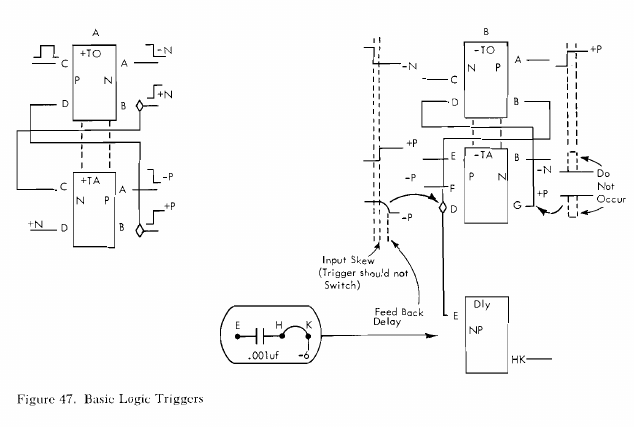 A
+TO
C
A
-N
P
N
D
B
+N
+TA
C
A
-P
N
P
+N
D
B
+P
B
-TO
+P
-N
N
P
A
C
D
B
+P
-TA
E
B
-N
Do
Not
Occur
-P
F
P
N
+P
D
G
-P
Input Skew
(Trigger should not
Switch)
Feed Back
Delay
Dly
E
NP
HK
E
H
K
.001uf
-6
Figure 47. Basic Logic Triggers